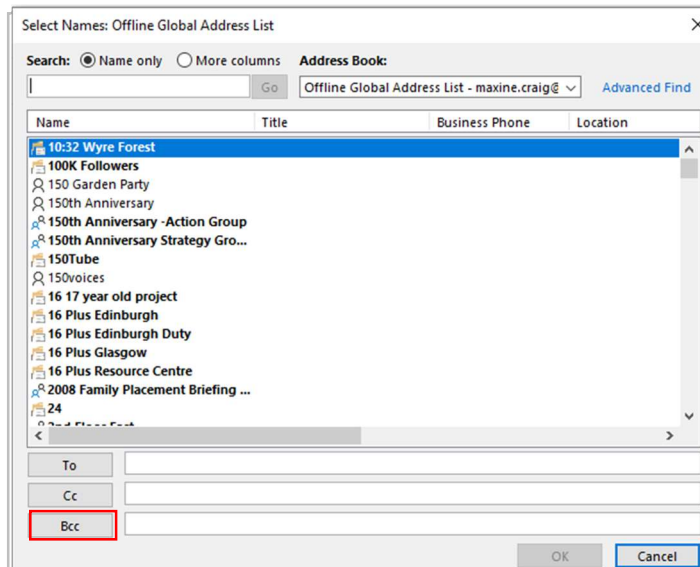 Select Names: Offline Global Address List
Search: Name only More columns Address Book:
Go Offline Global Address List - maxine.craig@ Advanced Find
Name Title Business Phone Location
10:32 Wyre Forest
100K Followers
150 Garden Party
150th Anniversary
150th Anniversary -Action Group
150th Anniversary Strategy Gro...
150Tube
150voices
16 17 year old project
16 Plus Edinburgh
16 Plus Edinburgh Duty
16 Plus Glasgow
16 Plus Resource Centre
2008 Family Placement Briefing ...
24
To
Cc
Bcc
OK Cancel